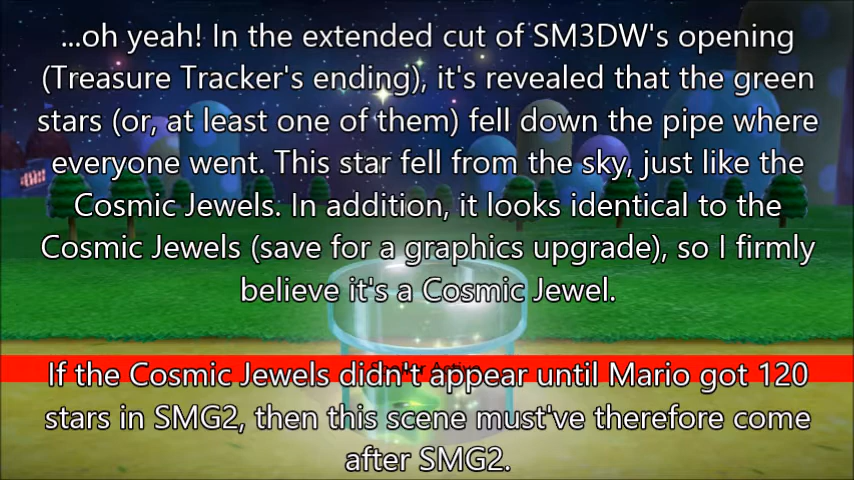 ...oh yeah! In the extended cut of SM3DW's opening
(Treasure Tracker's ending), it's revealed that the green
stars (or, at least one of them) fell down the pipe where
everyone went. This star fell from the sky, just like the
Cosmic Jewels. In addition, it looks identical to the
Cosmic Jewels (save for a graphics upgrade), so I firmly
believe it's a Cosmic Jewel.
If the Cosmic Jewels didn't appear until Mario got 120
stars in SMG2, then this scene must've therefore come
after SMG2.